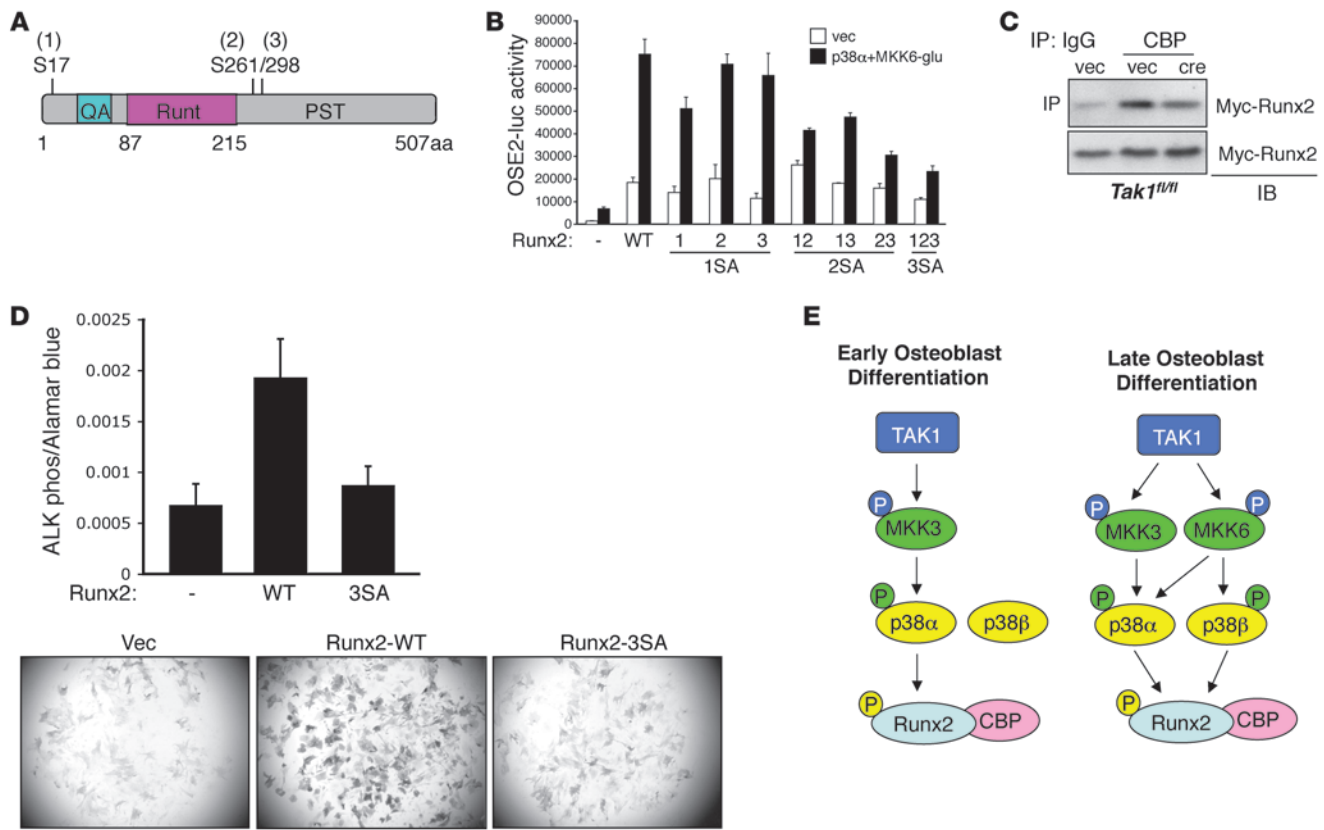 A
(1) (2) (3)
S17 S261/298
QA Runt PST
1 87 215 507aa
B
OSE2-luc activity
90000
80000
70000
60000
50000
40000
30000
20000
10000
0
vec
p38α+MKK6-glu
Runx2: - WT 1 2 3 12 13 23 123
1SA 2SA 3SA
C
IP: IgG CBP
vec vec cre
IP Myc-Runx2
Myc-Runx2
Tak1fl/fl IB
D
ALK phos/Alamar blue
0.0025
0.002
0.0015
0.001
0.0005
0
Runx2: - WT 3SA
Vec Runx2-WT Runx2-3SA
E
Early Osteoblast
Differentiation
TAK1
P
MKK3
P
p38α p38β
P
Runx2 CBP
Late Osteoblast
Differentiation
TAK1
P P
MKK3 MKK6
P P
p38α p38β
P
Runx2 CBP